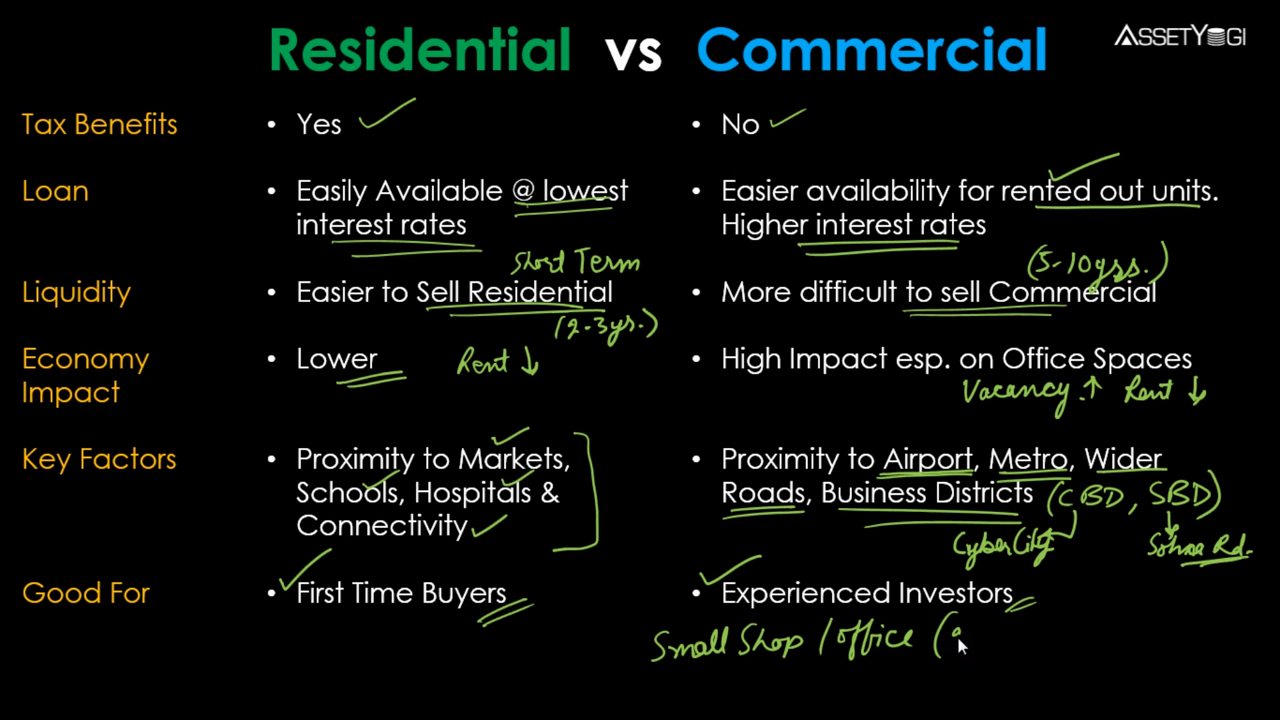 Residential vs Commercial
ASSETYOGI
Tax Benefits • Yes • No
Loan • Easily Available @ lowest • Easier availability for rented out units.
interest rates Higher interest rates
Short Term (5-10yrs.)
Liquidity • Easier to Sell Residential • More difficult to sell Commercial
(2-3yrs.)
Economy • Lower Rent ↓ • High Impact esp. on Office Spaces
Impact Vacancy ↑ Rent ↓
Key Factors • Proximity to Markets, • Proximity to Airport, Metro, Wider
Schools, Hospitals & Roads, Business Districts (CBD, SBD)
Connectivity
CyberCity Sohna Rd.
Good For • First Time Buyers • Experienced Investors
Small Shop / office (